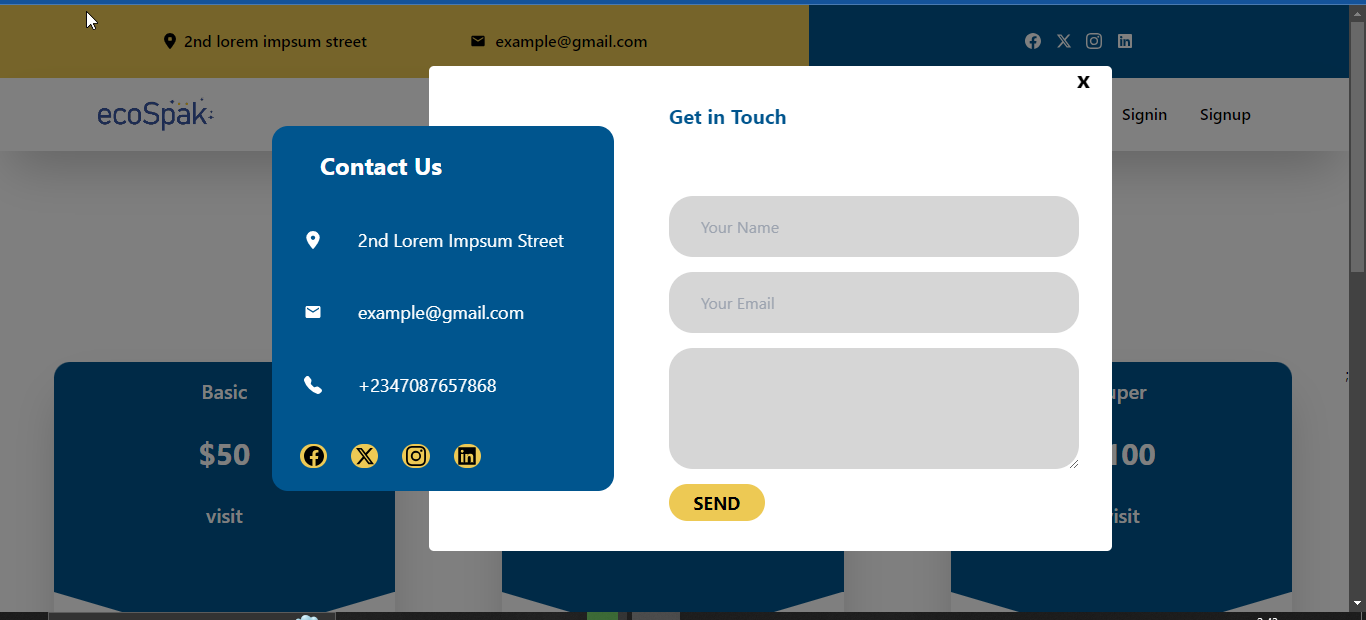 2nd lorem impsum street
example@gmail.com
ecoSpak
Signin
Signup
X
Get in Touch
Contact Us
2nd Lorem Impsum Street
example@gmail.com
+2347087657868
Your Name
Your Email
SEND
Basic
$50
visit
uper
100
isit